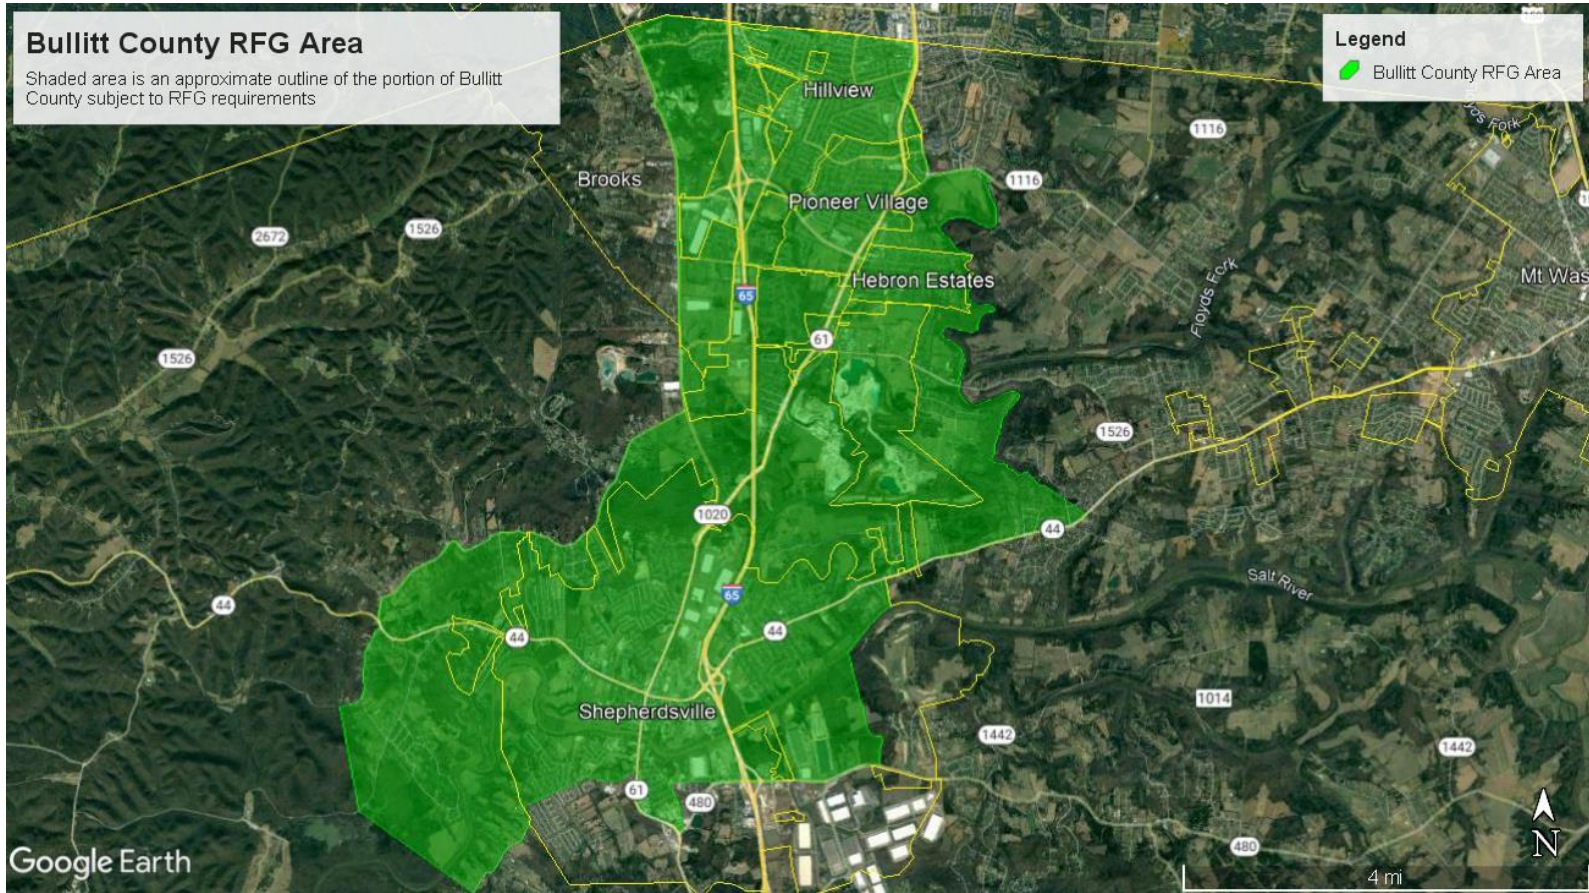 Bullitt County RFG Area
Shaded area is an approximate outline of the portion of Bullitt
County subject to RFG requirements
Legend
Bullitt County RFG Area
Hillview
1116
Brooks
1116
Pioneer Village
2672
1526
Hebron Estates
Floyds Fork
Mt Was
65
61
1526
1526
1020
44
Salt River
65
44
44
44
Shepherdsville
1014
1442
1442
61
480
480
Google Earth
N
4 mi